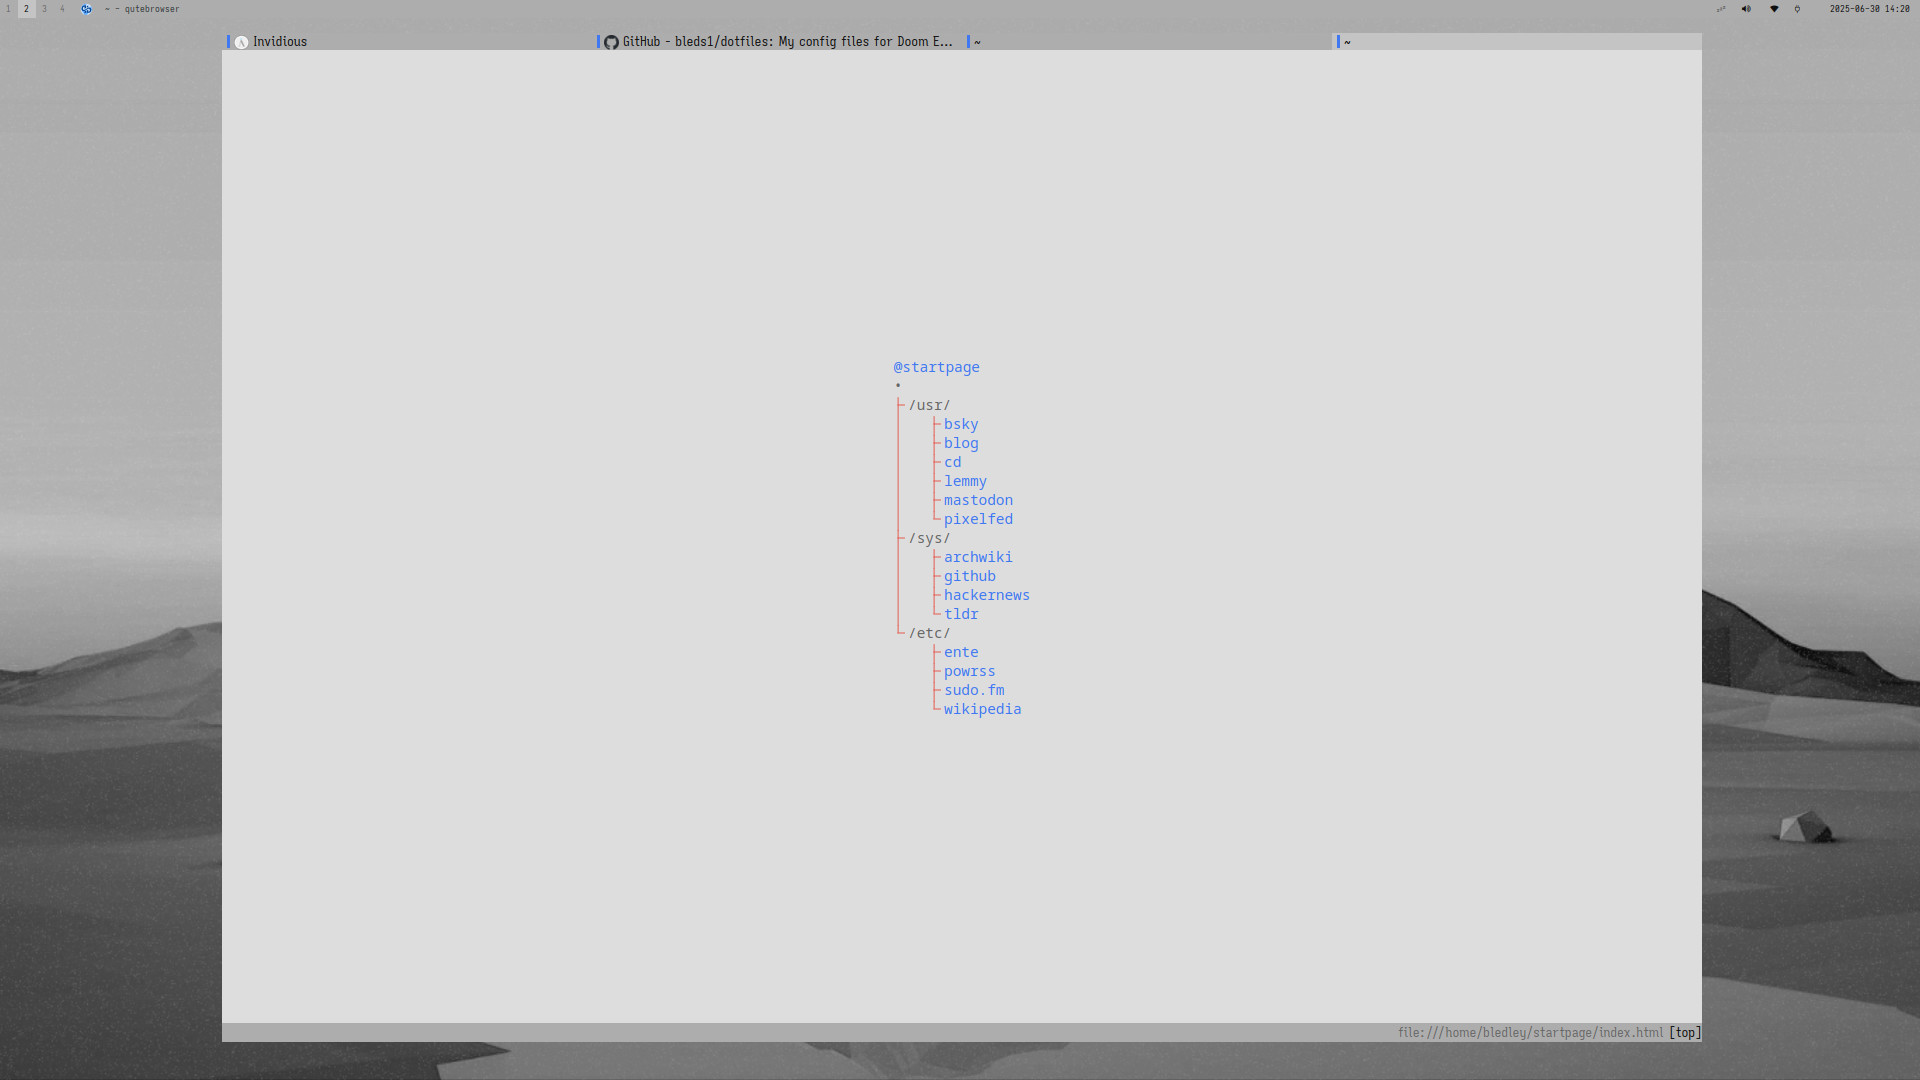 1 2 3 4 ~ - qutebrowser 2025-06-30 14:20
Invidious GitHub - bleds1/dotfiles: My config files for Doom E... ~ ~
@startpage
.
/usr/
bsky
blog
cd
lemmy
mastodon
pixelfed
/sys/
archwiki
github
hackernews
tldr
/etc/
ente
powrss
sudo.fm
wikipedia
file:///home/bledley/startpage/index.html [top]